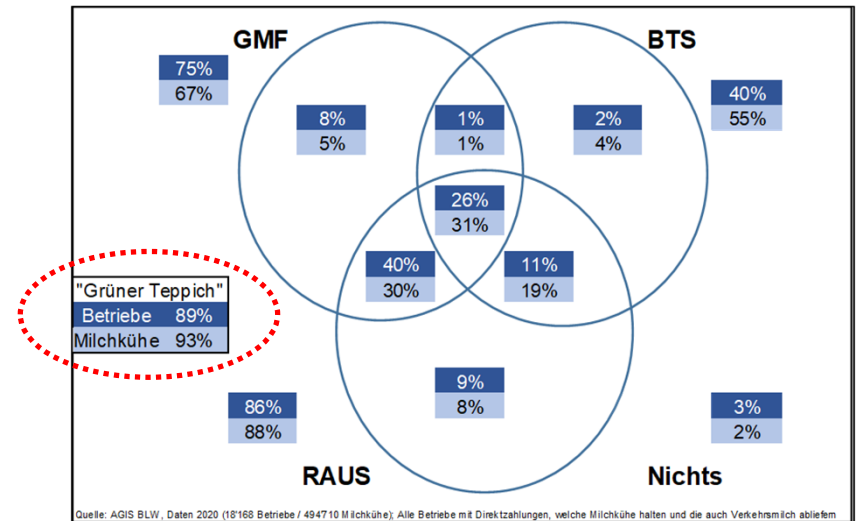 GMF
BTS
75%
67%
40%
55%
8%
5%
1%
1%
2%
4%
26%
31%
40%
30%
11%
19%
"Grüner Teppich"
Betriebe 89%
Milchkühe 93%
9%
8%
86%
88%
3%
2%
RAUS
Nichts
Quelle: AGIS BLW, Daten 2020 (18'168 Betriebe / 494710 Milchkühe); Alle Betriebe mit Direktzahlungen, welche Milchkühe halten und die auch Verkehrsmilch abliefern